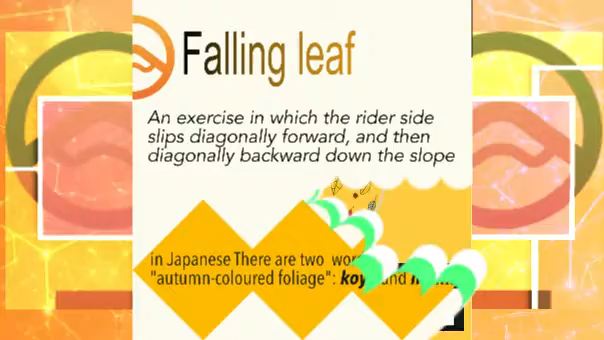 Falling leaf
An exercise in which the rider side
slips diagonally forward, and then
diagonally backward down the slope
in Japanese There are two
"autumn-coloured foliage": and